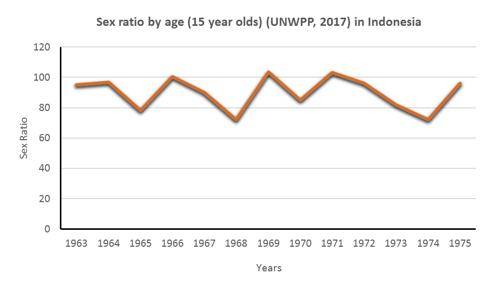 Sex ratio by age (15 year olds) (UNWPP, 2017) in Indonesia
120
100
80
60
40
20
0
Sex Ratio
1963 1964 1965 1966 1967 1968 1969 1970 1971 1972 1973 1974 1975
Years